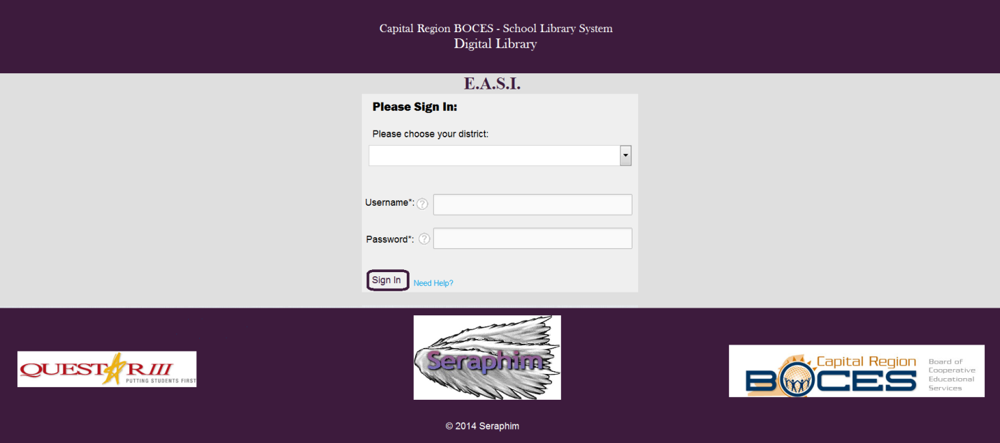 Capital Region BOCES - School Library System
Digital Library
E.A.S.I.
Please Sign In:
Please choose your district:
Username*: ?
Password*: ?
Sign In Need Help?
QUESTAR III
PUTTING STUDENTS FIRST
Seraphim
Capital Region
BOCES
Board of
Cooperative
Educational
Services
© 2014 Seraphim